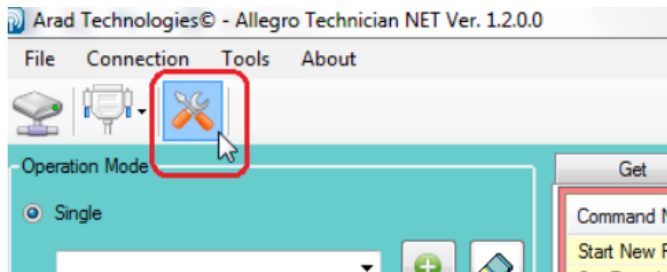 Arad Technologies© - Allegro Technician NET Ver. 1.2.0.0
File Connection Tools About
Operation Mode
Get
Single
Command
Start New